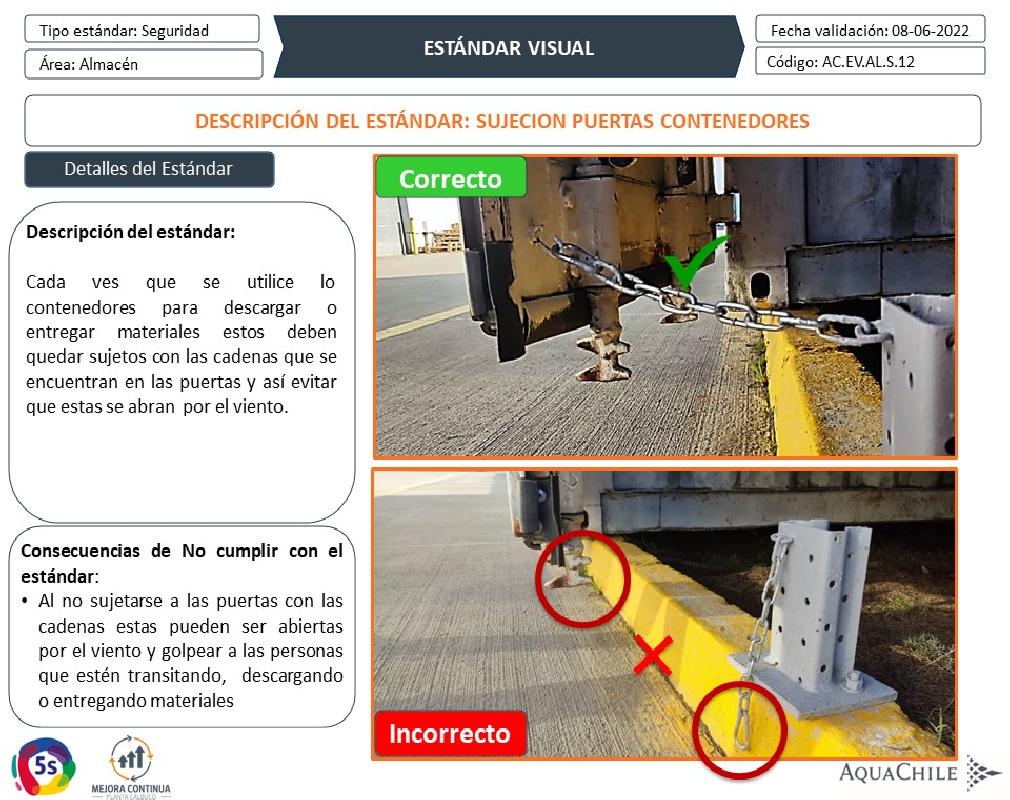 Tipo estándar: Seguridad
Área: Almacén
ESTÁNDAR VISUAL
Fecha validación: 08-06-2022
Código: AC.EV.AL.S.12
DESCRIPCIÓN DEL ESTÁNDAR: SUJECION PUERTAS CONTENEDORES
Detalles del Estándar
Descripción del estándar:
Cada ves que se utilice lo
contenedores para descargar o
entregar materiales estos deben
quedar sujetos con las cadenas que se
encuentran en las puertas y así evitar
que estas se abran por el viento.
Consecuencias de No cumplir con el
estándar:
• Al no sujetarse a las puertas con las
cadenas estas pueden ser abiertas
por el viento y golpear a las personas
que estén transitando, descargando
o entregando materiales
Correcto
Incorrecto
5s
MEJORA CONTINUA
PLANTA CALBUCO
AQUACHILE